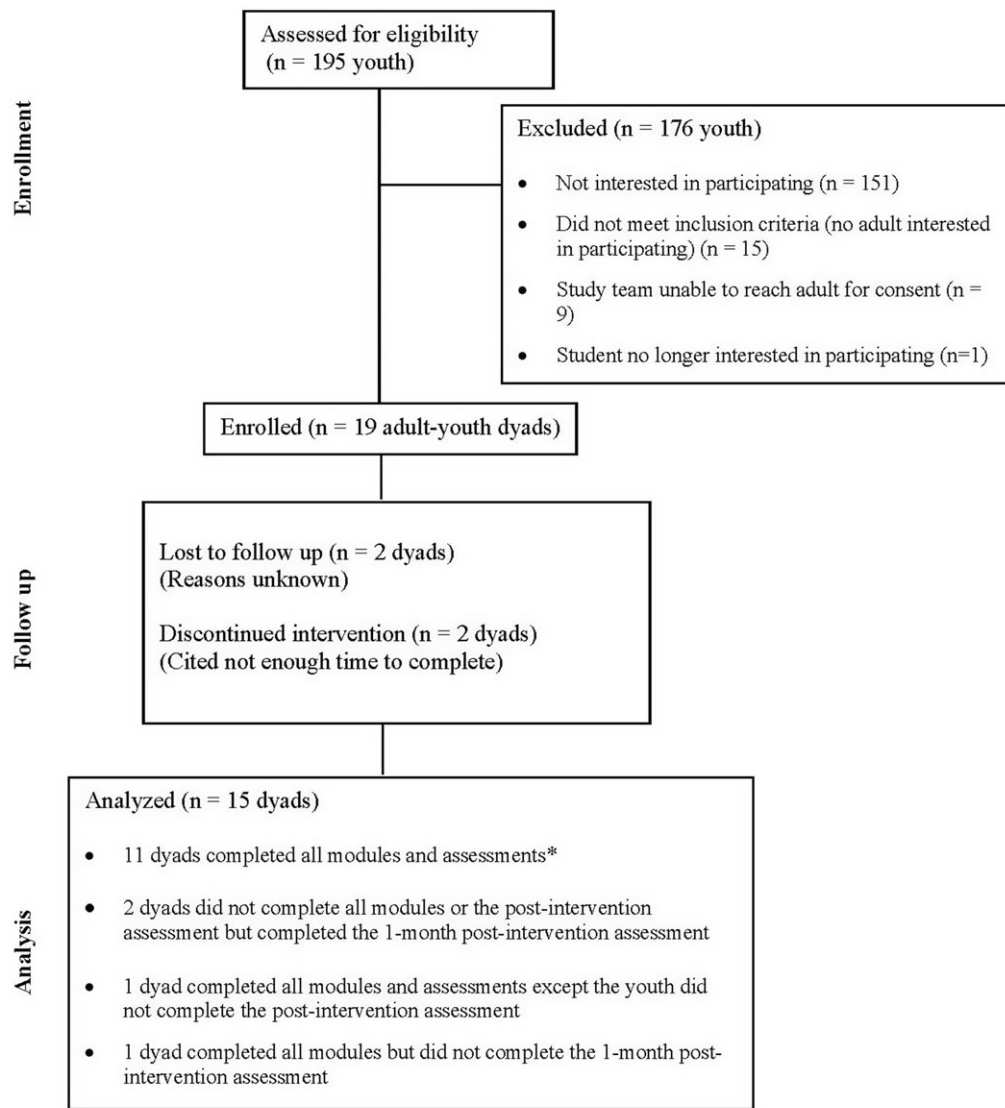 Assessed for eligibility
(n = 195 youth)
Enrollment
Excluded (n = 176 youth)
• Not interested in participating (n = 151)
• Did not meet inclusion criteria (no adult interested
in participating) (n = 15)
• Study team unable to reach adult for consent (n =
9)
• Student no longer interested in participating (n=1)
Enrolled (n = 19 adult-youth dyads)
Follow up
Lost to follow up (n = 2 dyads)
(Reasons unknown)
Discontinued intervention (n = 2 dyads)
(Cited not enough time to complete)
Analysis
Analyzed (n = 15 dyads)
• 11 dyads completed all modules and assessments*
• 2 dyads did not complete all modules or the post-intervention
assessment but completed the 1-month post-intervention assessment
• 1 dyad completed all modules and assessments except the youth did
not complete the post-intervention assessment
• 1 dyad completed all modules but did not complete the 1-month post-
intervention assessment